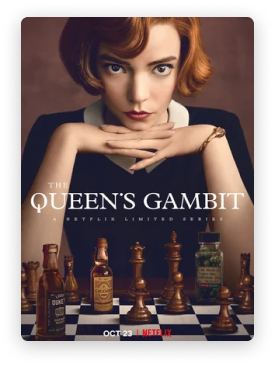 THE
QUEEN'S GAMBIT
A NETFLIX LIMITED SERIES
OCT 23 | NETFLIX